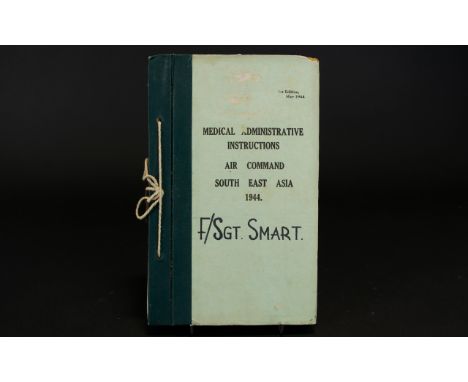 1st Edition,
May 1944
MEDICAL ADMINISTRATIVE
INSTRUCTIONS
AIR COMMAND
SOUTH EAST ASIA
1944.
F/SGT. SMART.